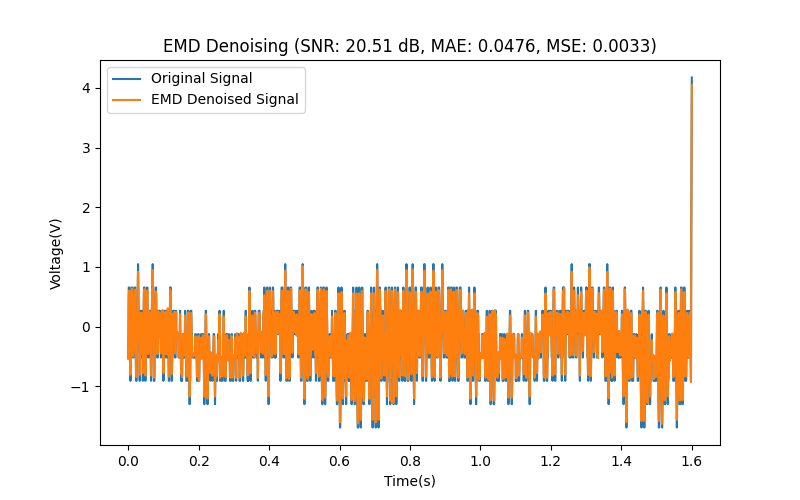 EMD Denoising (SNR: 20.51 dB, MAE: 0.0476, MSE: 0.0033)
Original Signal
EMD Denoised Signal
4
3
2
1
0
−1
Voltage(V)
0.0 0.2 0.4 0.6 0.8 1.0 1.2 1.4 1.6
Time(s)